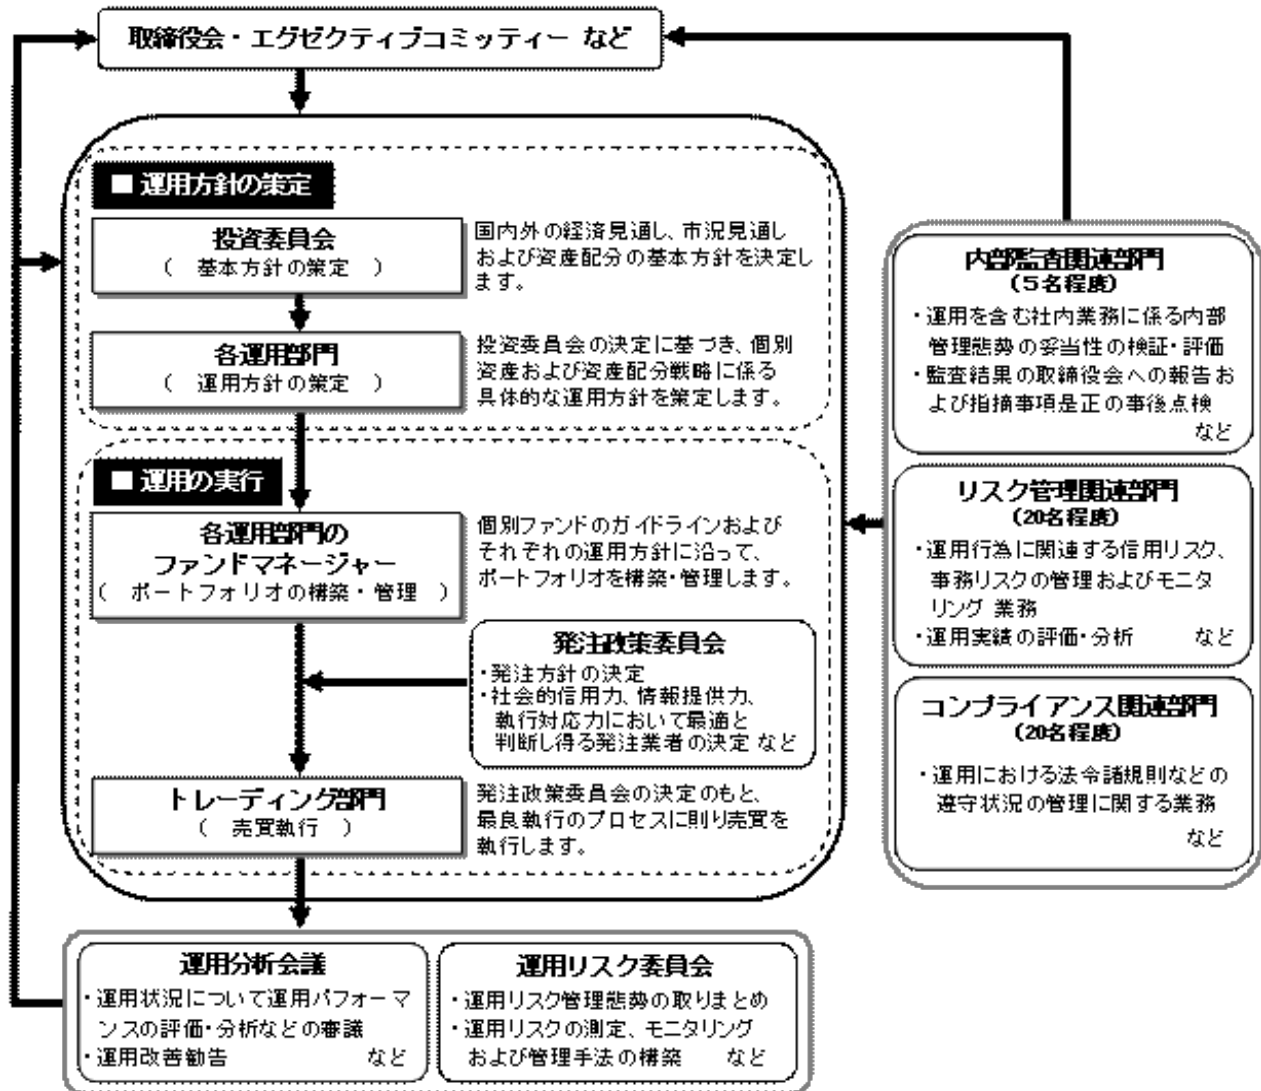 取締役会・エグゼクティブコミッティー など
■ 運用方針の策定
投資委員会
( 基本方針の策定 )
国内外の経済見通し、市況見通し
および資産配分の基本方針を決定し
ます。
各運用部門
( 運用方針の策定 )
投資委員会の決定に基づき、個別
資産および資産配分戦略に係る
具体的な運用方針を策定します。
■ 運用の実行
各運用部門の
ファンドマネージャー
( ポートフォリオの構築・管理 )
個別ファンドのガイドラインおよび
それぞれの運用方針に沿って、
ポートフォリオを構築・管理します。
発注政策委員会
・発注方針の決定
・社会的信用力、情報提供力、
執行対応力において最適と
判断し得る発注業者の決定 など
トレーディング部門
( 売買執行 )
発注政策委員会の決定のもと、
最良執行のプロセスに則り売買を
執行します。
運用分析会議
・運用状況について運用パフォーマ
ンスの評価・分析などの審議
・運用改善勧告 など
運用リスク委員会
・運用リスク管理態勢の取りまとめ
・運用リスクの測定、モニタリング
および管理手法の構築 など
内部監査関連部門
(5名程度)
・運用を含む社内業務に係る内部
管理態勢の妥当性の検証・評価
・監査結果の取締役会への報告お
よび指摘事項是正の事後点検
など
リスク管理関連部門
(20名程度)
・運用行為に関連する信用リスク、
事務リスクの管理およびモニタ
リング 業務
・運用実績の評価・分析 など
コンプライアンス関連部門
(20名程度)
・運用における法令諸規則などの
遵守状況の管理に関する業務
など